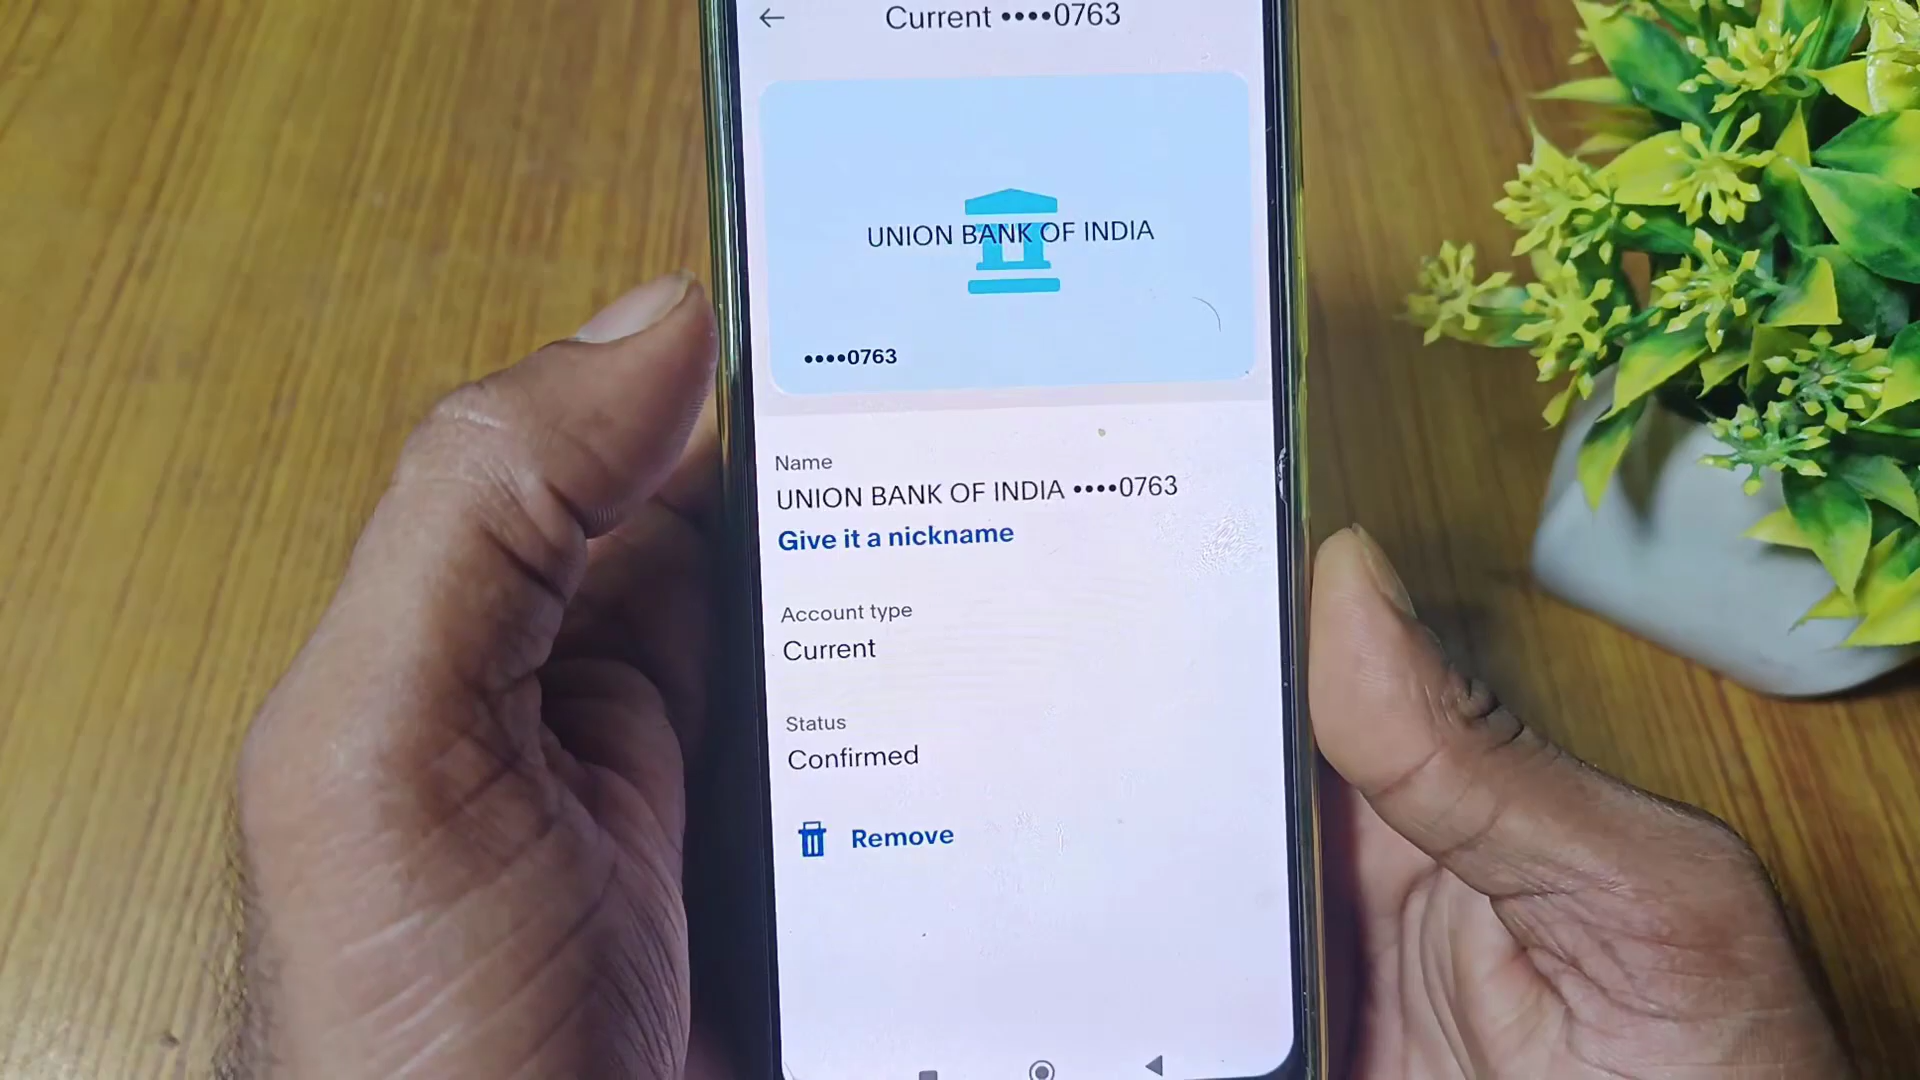 Current ••••0763
UNION BANK OF INDIA
••••0763
Name
UNION BANK OF INDIA ••••0763
Give it a nickname
Account type
Current
Status
Confirmed
Remove